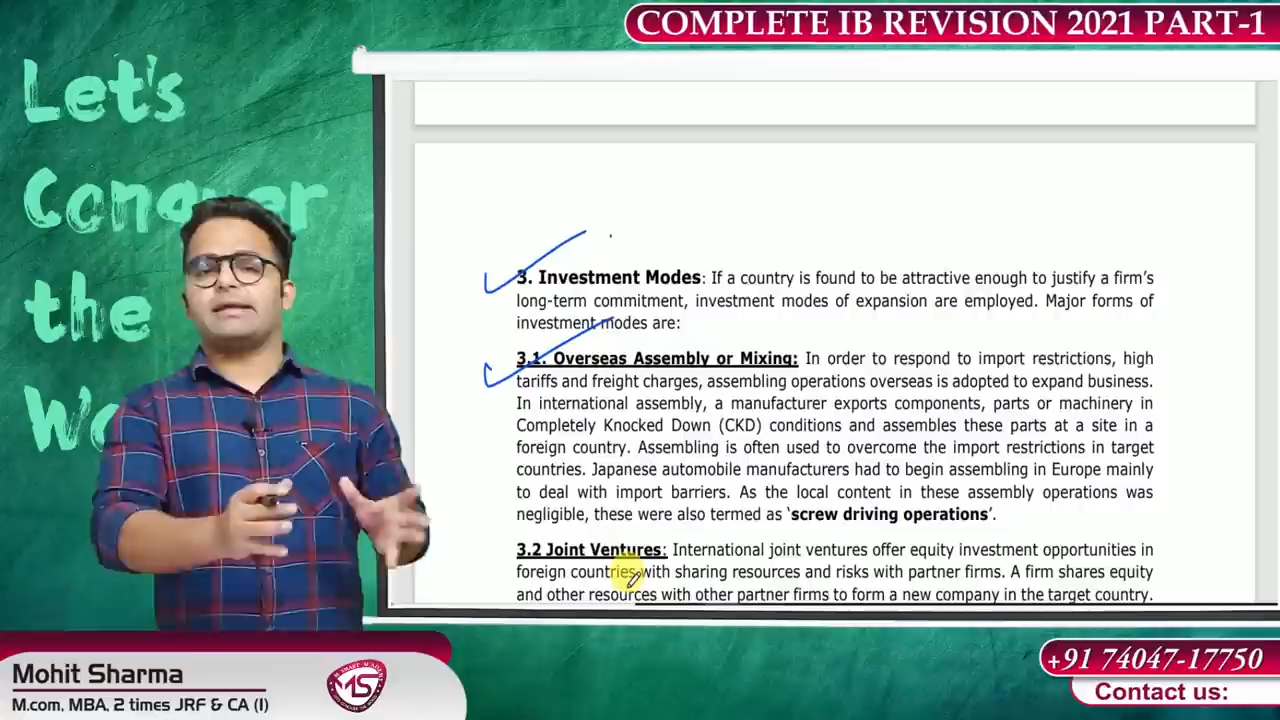 COMPLETE IB REVISION 2021 PART-1
Let's
Conquer
the
3. Investment Modes: If a country is found to be attractive enough to justify a firm's
long-term commitment, investment modes of expansion are employed. Major forms of
investment modes are:
3.1. Overseas Assembly or Mixing: In order to respond to import restrictions, high
tariffs and freight charges, assembling operations overseas is adopted to expand business.
In international assembly, a manufacturer exports components, parts or machinery in
Completely Knocked Down (CKD) conditions and assembles these parts at a site in a
foreign country. Assembling is often used to overcome the import restrictions in target
countries. Japanese automobile manufacturers had to begin assembling in Europe mainly
to deal with import barriers. As the local content in these assembly operations was
negligible, these were also termed as 'screw driving operations'.
3.2 Joint Ventures: International joint ventures offer equity investment opportunities in
foreign countries with sharing resources and risks with partner firms. A firm shares equity
and other resources with other partner firms to form a new company in the target country.
Mohit Sharma
M.com, MBA, 2 times JRF & CA (I)
MS
+91 74047-17750
Contact us: